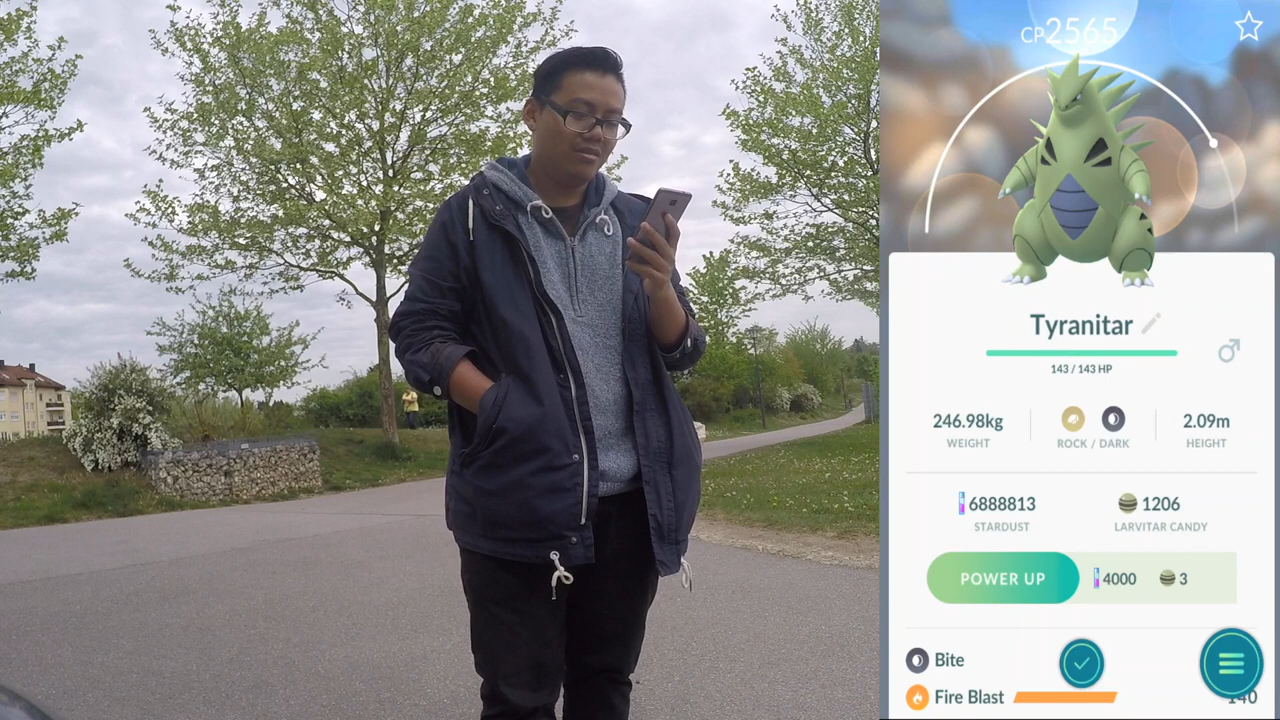 CP2565
Tyranitar
143 / 143 HP
246.98kg
WEIGHT
ROCK / DARK
2.09m
HEIGHT
6888813
STARDUST
1206
LARVITAR CANDY
POWER UP
4000
3
Bite
Fire Blast
140